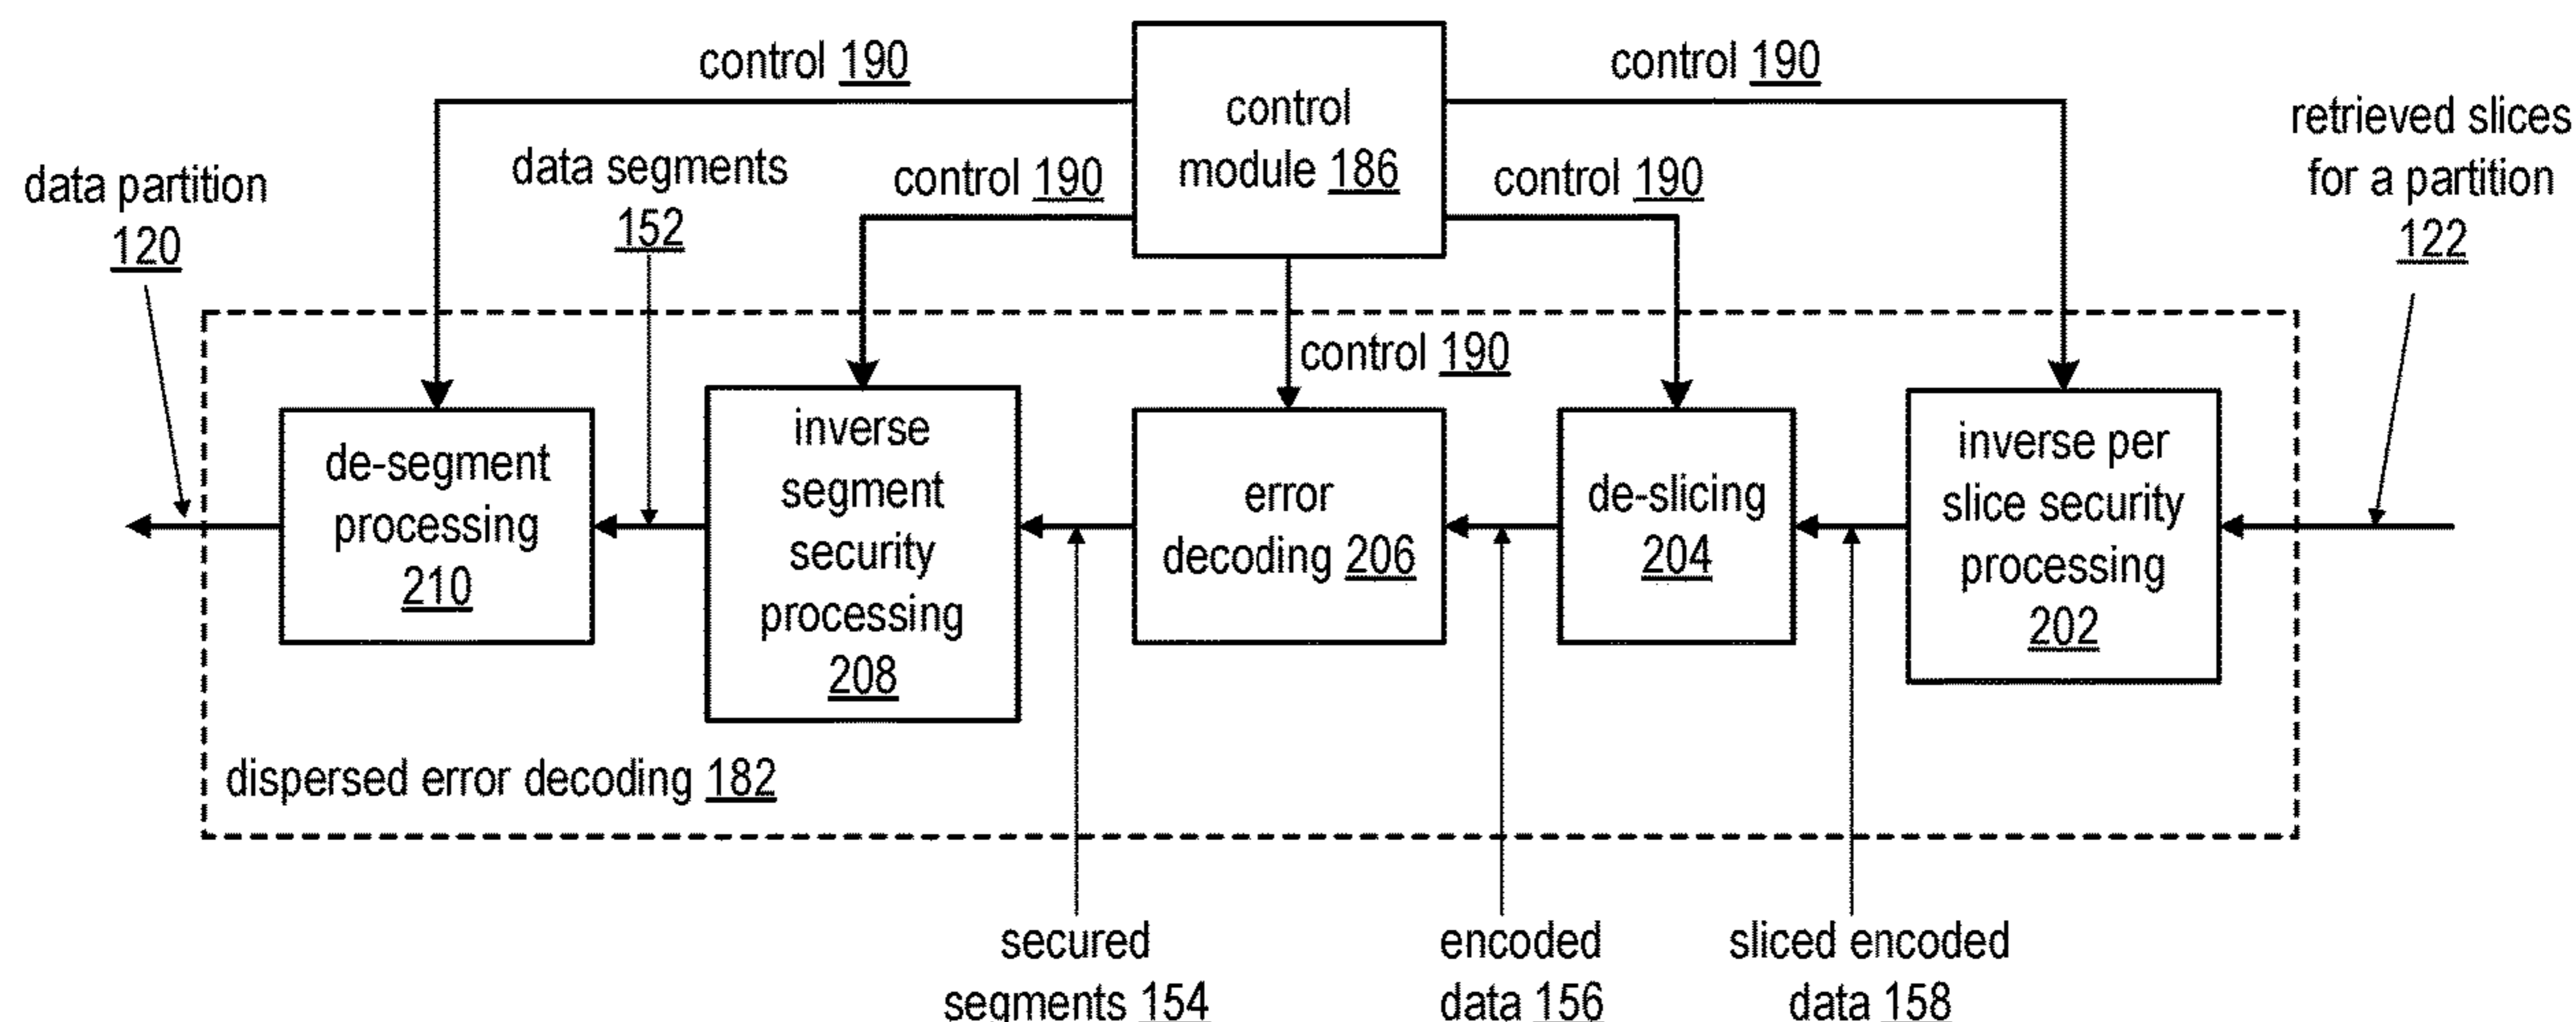 control 190
control 190
control
module 186
retrieved slices
for a partition
122
data partition
120
data segments
152
control 190
control 190
control 190
de-segment
processing
210
inverse
segment
security
processing
208
error
decoding 206
de-slicing
204
inverse per
slice security
processing
202
dispersed error decoding 182
secured
segments 154
encoded
data 156
sliced encoded
data 158